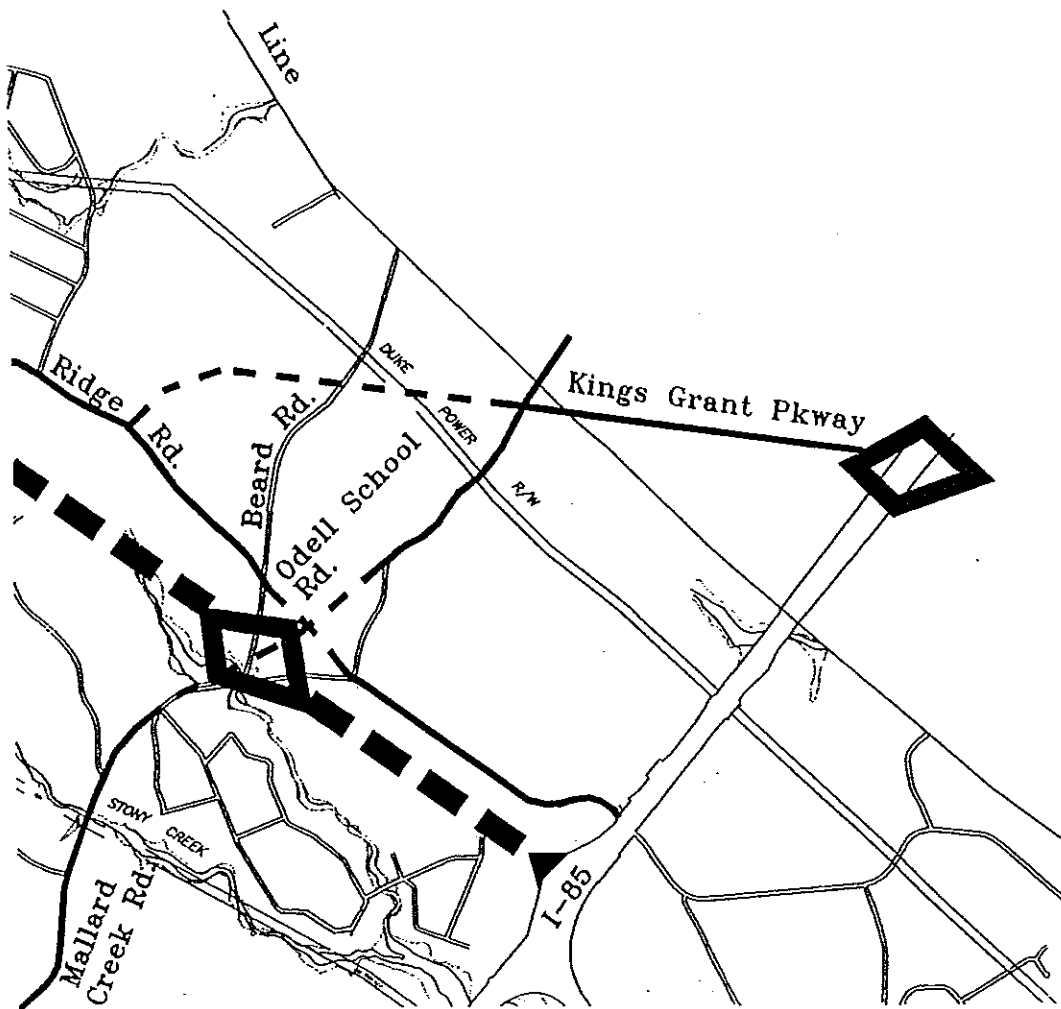 Line
DUKE
POWER
R/W
Ridge
Rd.
Beard Rd.
Kings Grant Pkway
Odell School
Rd.
STONY CREEK
I-85
Mallard
Creek Rd.